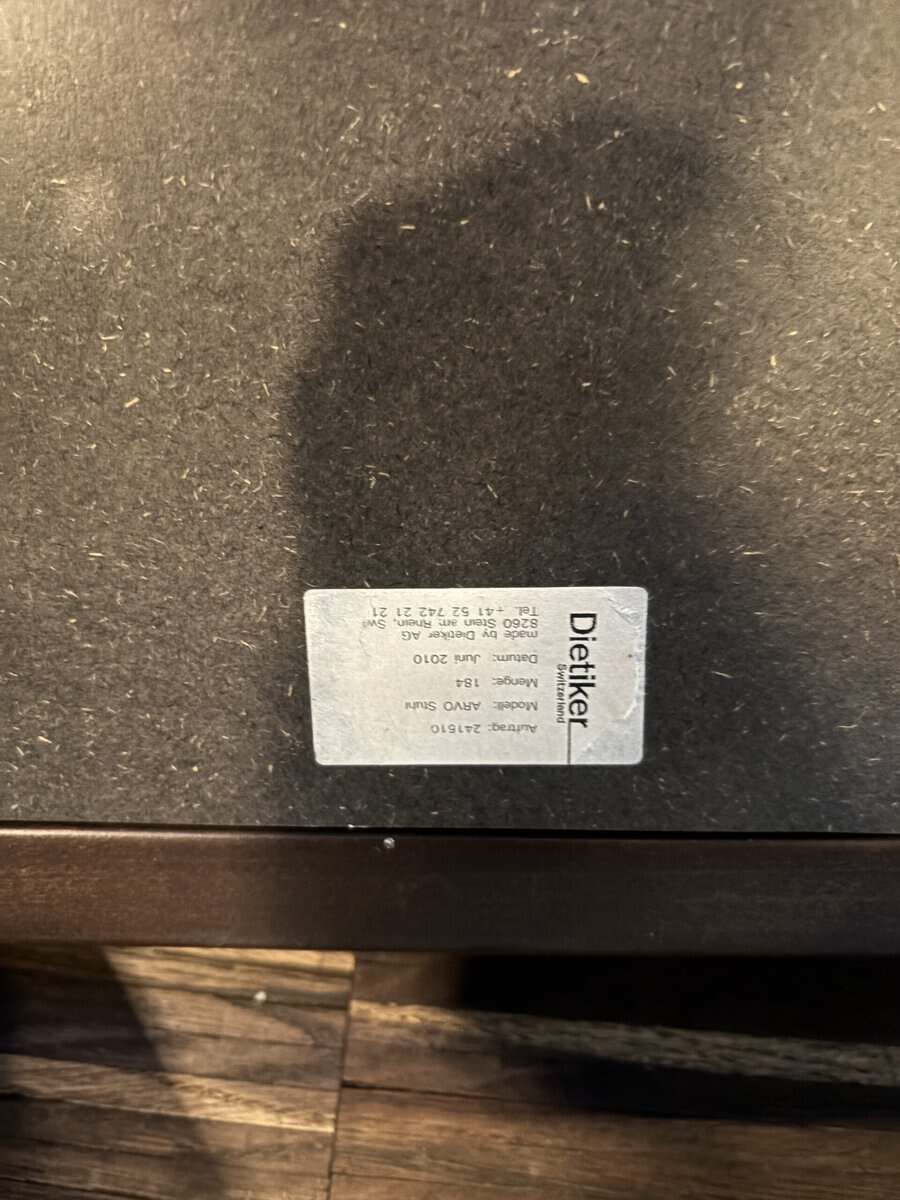 Dietiker
Switzerland
Auftrag: 241510
Modell: ARVO Stuhl
Menge: 184
Datum: Juni 2010
made by Dietiker AG
8260 Stein am Rhein, Swi
Tel. +41 52 742 21 21